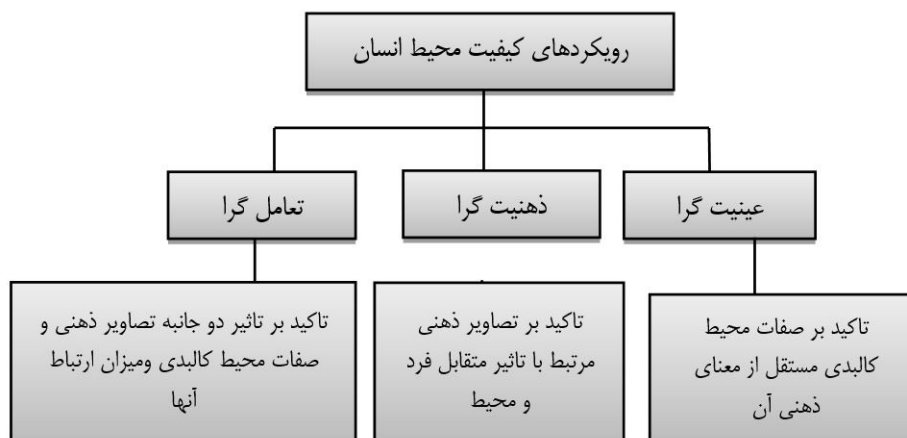 رویکردهای کیفیت محیط انسان
عینیت گرا
ذهنیت گرا
تعامل گرا
تاکید بر صفات محیط
کالبدی مستقل از معنای
ذهنی آن
تاکید بر تصاویر ذهنی
مرتبط با تاثیر متقابل فرد
و محیط
تاکید بر تاثیر دو جانبه تصاویر ذهنی و
صفات محیط کالبدی ومیزان ارتباط
آنها